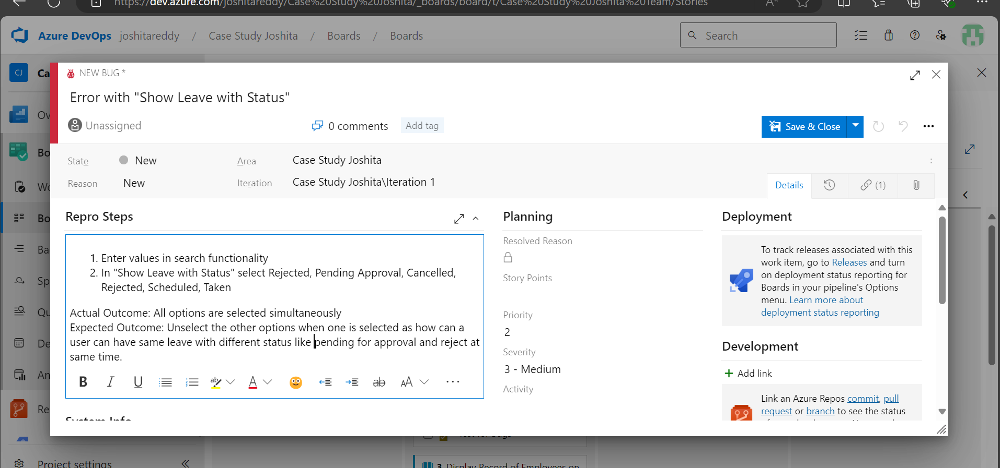 https://dev.azure.com/joshitareddy/Case%20Study%20Joshita/_boards/board/t/Case%20Study%20Joshita%20Team/Stories
Azure DevOps joshitareddy / Case Study Joshita / Boards / Boards
Search
CJ Ca
NEW BUG *
Error with "Show Leave with Status"
Ov
Unassigned
0 comments
Add tag
Save & Close
Bo
State
New
Area
Case Study Joshita
Reason
New
Iteration
Case Study Joshita\Iteration 1
Details
(1)
Wo
Bo
Ba
Sp
Qu
De
An
Re
Repro Steps
1. Enter values in search functionality
2. In "Show Leave with Status" select Rejected, Pending Approval, Cancelled,
Rejected, Scheduled, Taken
Actual Outcome: All options are selected simultaneously
Expected Outcome: Unselect the other options when one is selected as how can a
user can have same leave with different status like pending for approval and reject at
same time.
System Info
Planning
Resolved Reason
Story Points
Priority
2
Severity
3 - Medium
Activity
Deployment
To track releases associated with this
work item, go to Releases and turn
on deployment status reporting for
Boards in your pipeline's Options
menu. Learn more about
deployment status reporting
Development
Add link
Link an Azure Repos commit, pull
request or branch to see the status
Project settings
3 Display Record of Employees on